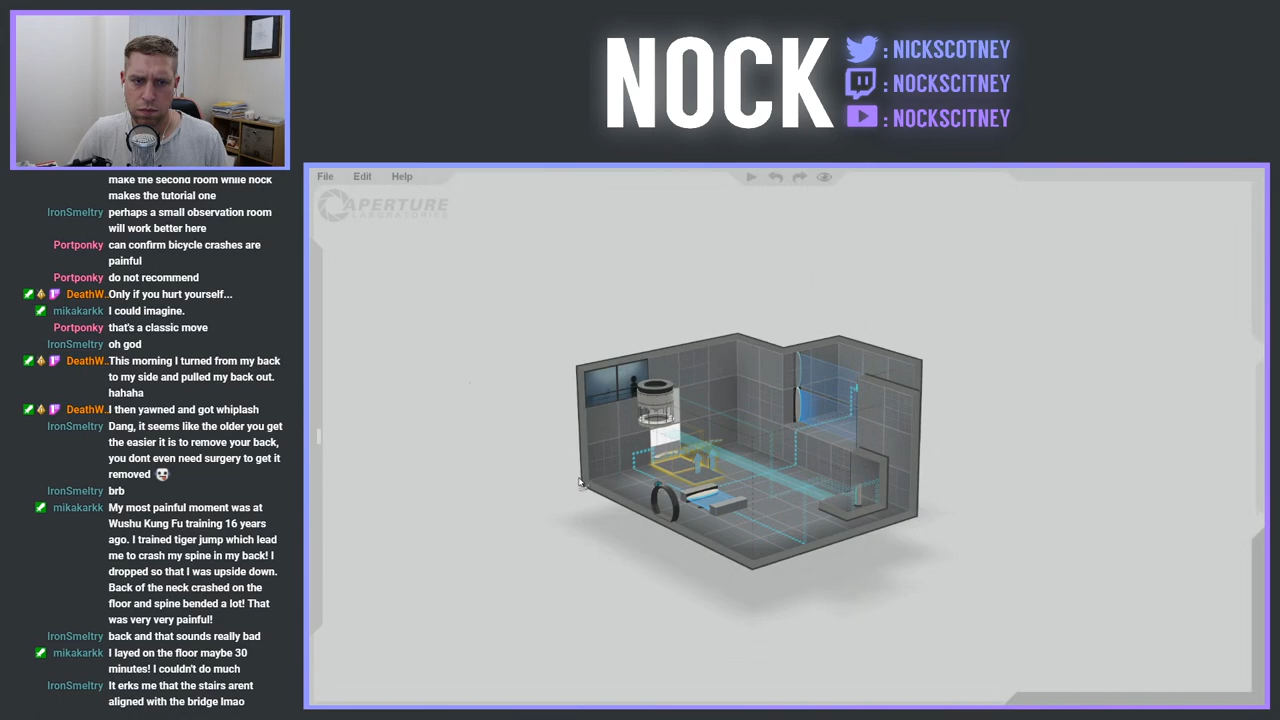 NOCK
: NICKSCOTNEY
: NOCKSCITNEY
: NOCKSCITNEY
File Edit Help
APERTURE
LABORATORIES
make the second room while nock
makes the tutorial one
IronSmeltry perhaps a small observation room
will work better here
Portponky can confirm bicycle crashes are
painful
Portponky do not recommend
DeathW.. Only if you hurt yourself...
mikakarkk I could imagine.
Portponky that's a classic move
IronSmeltry oh god
DeathW.. This morning I turned from my back
to my side and pulled my back out.
hahaha
DeathW.. I then yawned and got whiplash
IronSmeltry Dang, it seems like the older you get
the easier it is to remove your back,
you dont even need surgery to get it
removed
IronSmeltry brb
mikakarkk My most painful moment was at
Wushu Kung Fu training 16 years
ago. I trained tiger jump which lead
me to crash my spine in my back! I
dropped so that I was upside down.
Back of the neck crashed on the
floor and spine bended a lot! That
was very very painful!
IronSmeltry back and that sounds really bad
mikakarkk I layed on the floor maybe 30
minutes! I couldn't do much
IronSmeltry It erks me that the stairs arent
aligned with the bridge lmao